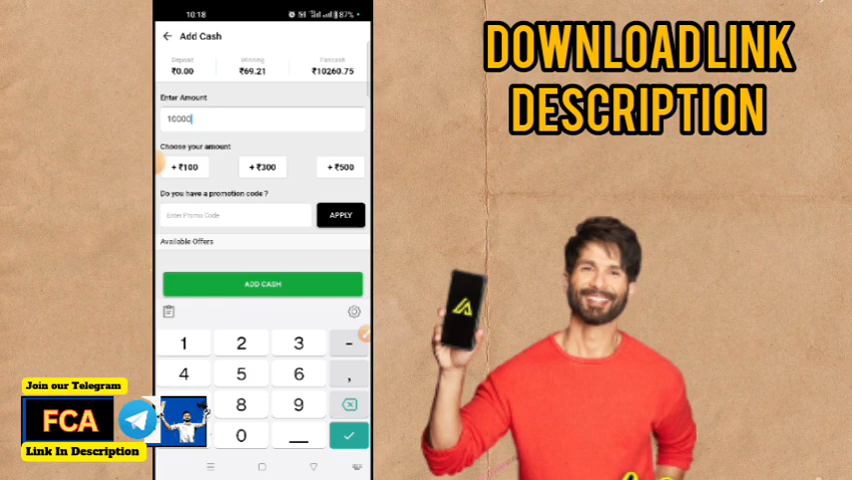 10:18
87%
Add Cash
Deposit
Winning
Fancash
₹0.00
₹69.21
₹10260.75
Enter Amount
10000
Choose your amount
+ ₹100
+ ₹300
+ ₹500
Do you have a promotion code ?
Enter Promo Code
APPLY
Available Offers
ADD CASH
1
2
3
-
4
5
6
,
8
9
0
DOWNLOAD LINK
DESCRIPTION
Join our Telegram
FCA
Link In Description